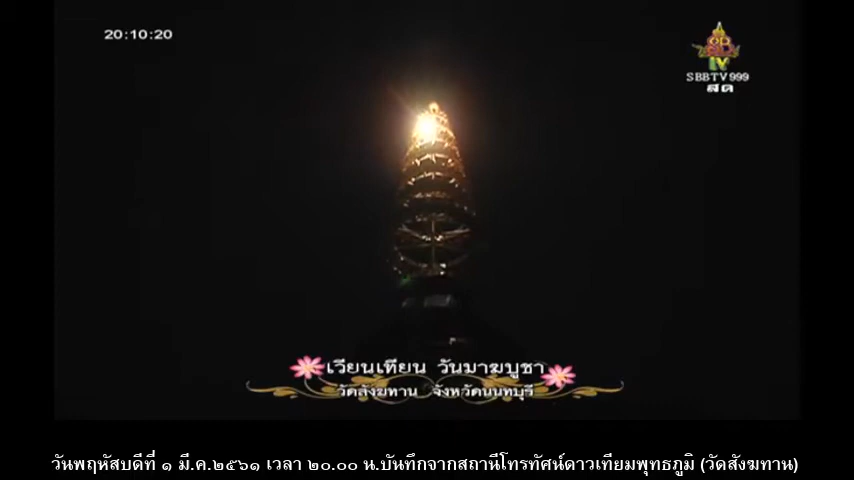 20:10:20
SBBTV999
สด
เวียนเทียน วันมาฆบูชา
วัดสังฆทาน จังหวัดนนทบุรี
วันพฤหัสบดีที่ ๑ มี.ค.๒๕๖๑ เวลา ๒๐.๐๐ น.บันทึกจากสถานีโทรทัศน์ดาวเทียมพุทธภูมิ (วัดสังฆทาน)